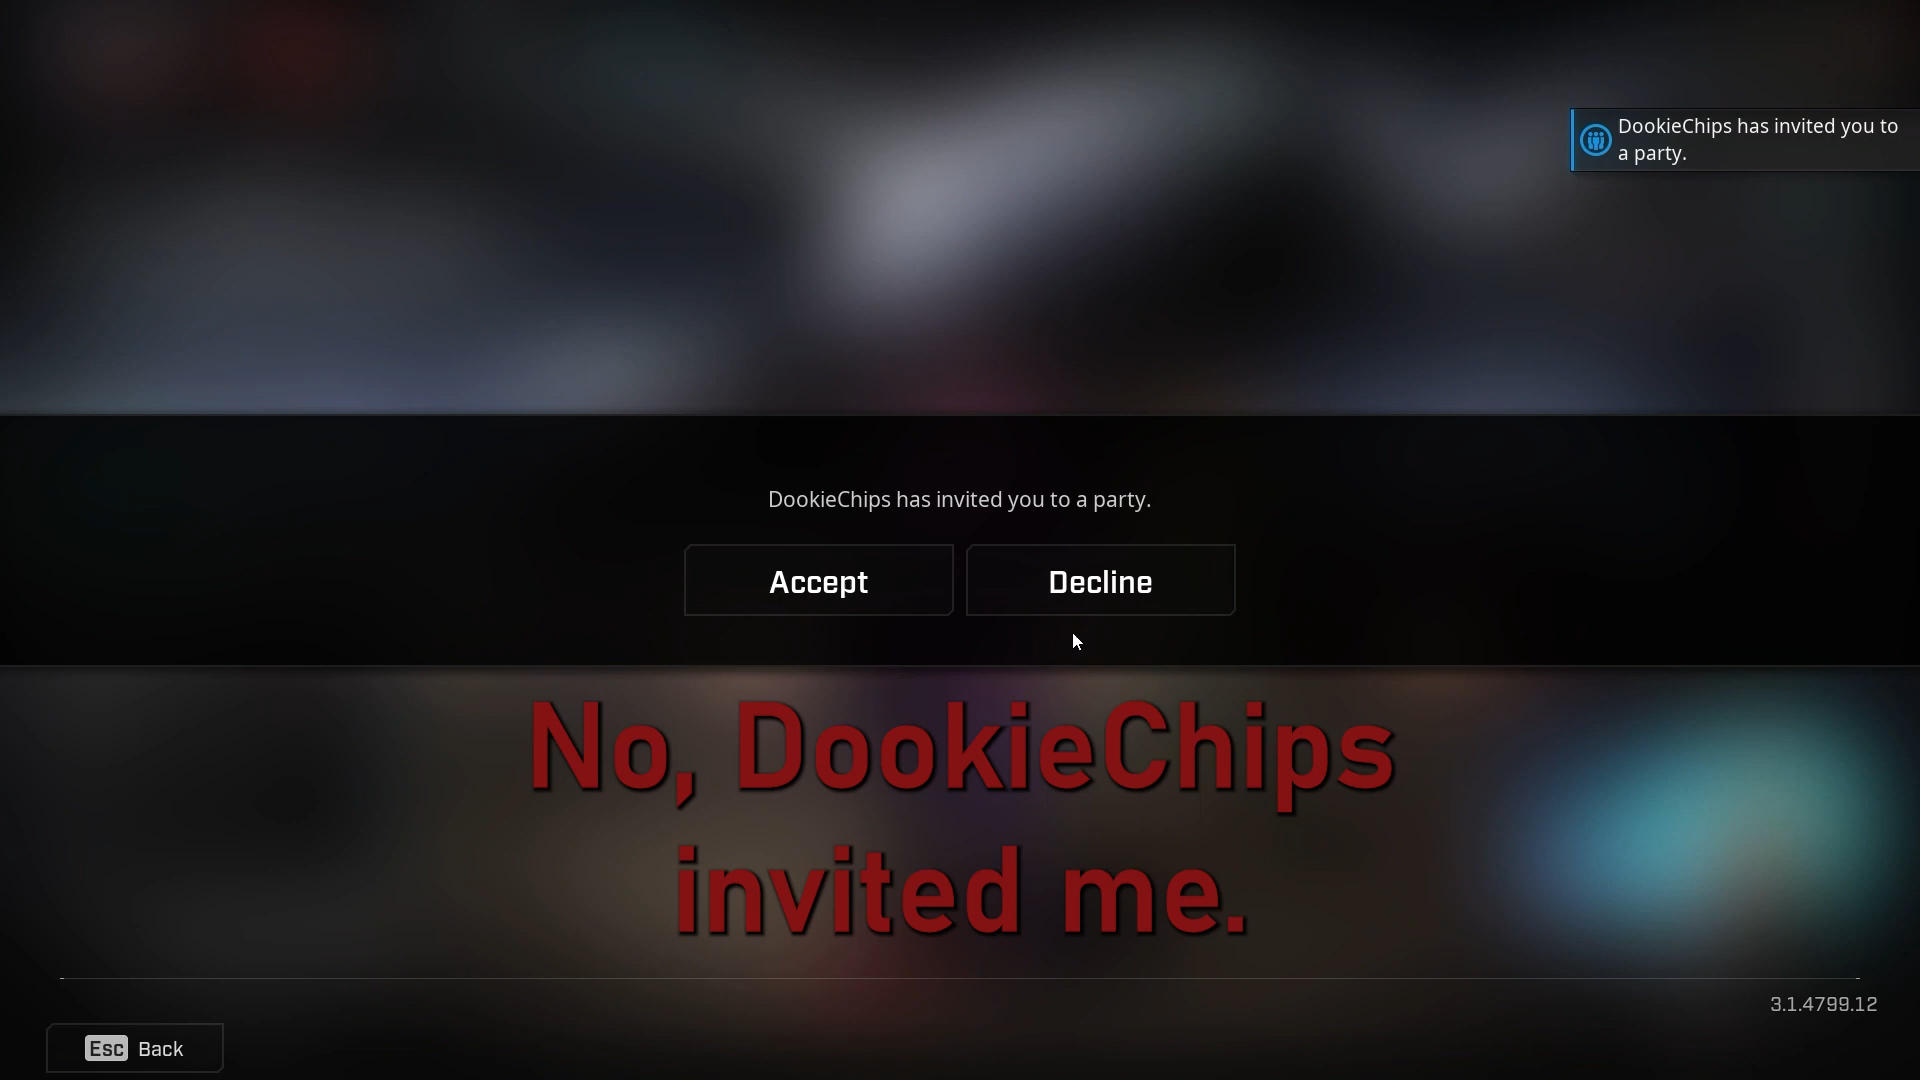 DookieChips has invited you to
a party.
DookieChips has invited you to a party.
Accept
Decline
No, DookieChips
invited me.
3.1.4799.12
Esc Back